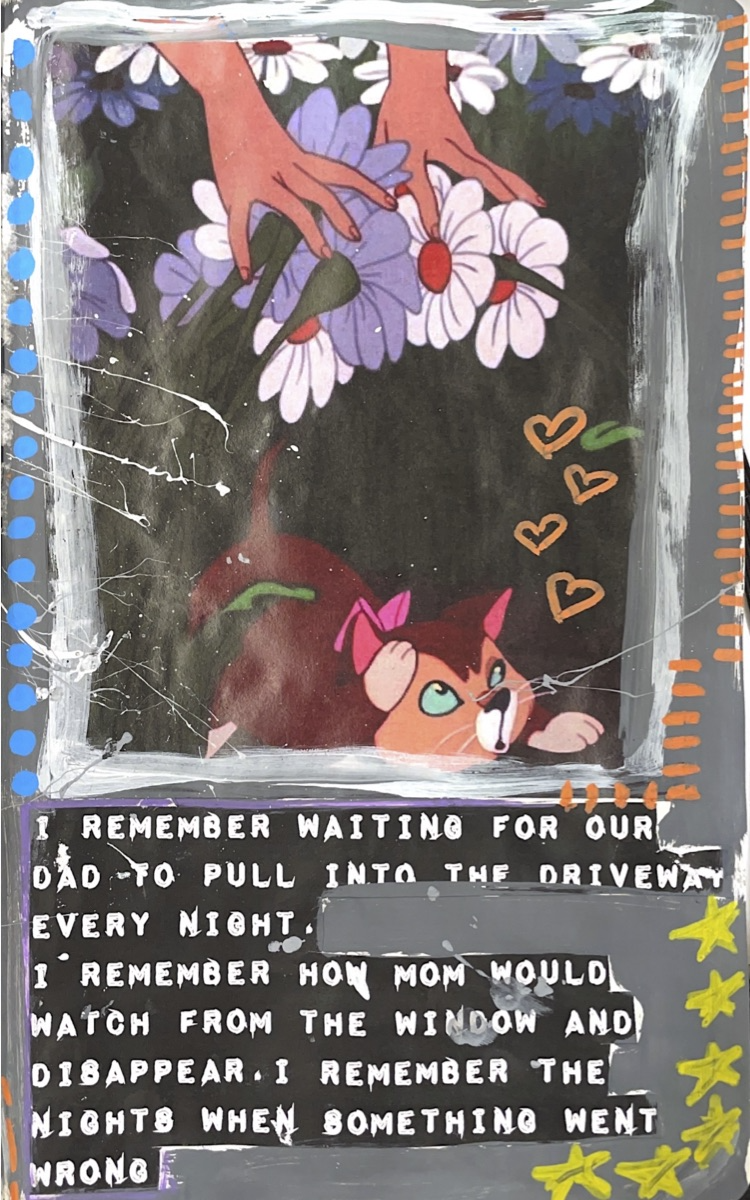 I REMEMBER WAITING FOR OUR
DAD TO PULL INTO THE DRIVEWAY
EVERY NIGHT.
I REMEMBER HOW MOM WOULD
WATCH FROM THE WINDOW AND
DISAPPEAR. I REMEMBER THE
NIGHTS WHEN SOMETHING WENT
WRONG